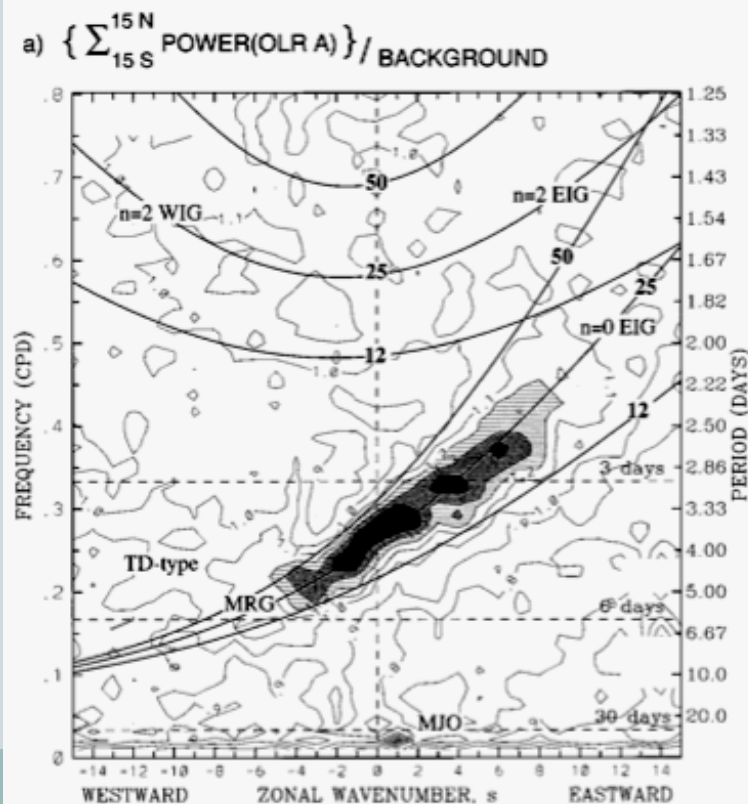 a) { Σ 15 N 15 S POWER(OLR A) } / BACKGROUND
.8 1.25
1.33
.7 1.43
50
n=2 WIG n=2 EIG
1.54
.6 50 1.67
25 25
1.82
n=0 EIG
.5 2.00
12
2.22
12
.4 2.50
3 days 2.86
.3 3.33
TD-type 4.00
.2 5.00
MRG 6 days
6.67
.1 10.0
MJO 30 days 20.0
0
FREQUENCY (CPD)
PERIOD (DAYS)
-14 -12 -10 -8 -6 -4 -2 0 2 4 6 8 10 12 14
WESTWARD ZONAL WAVENUMBER, s EASTWARD